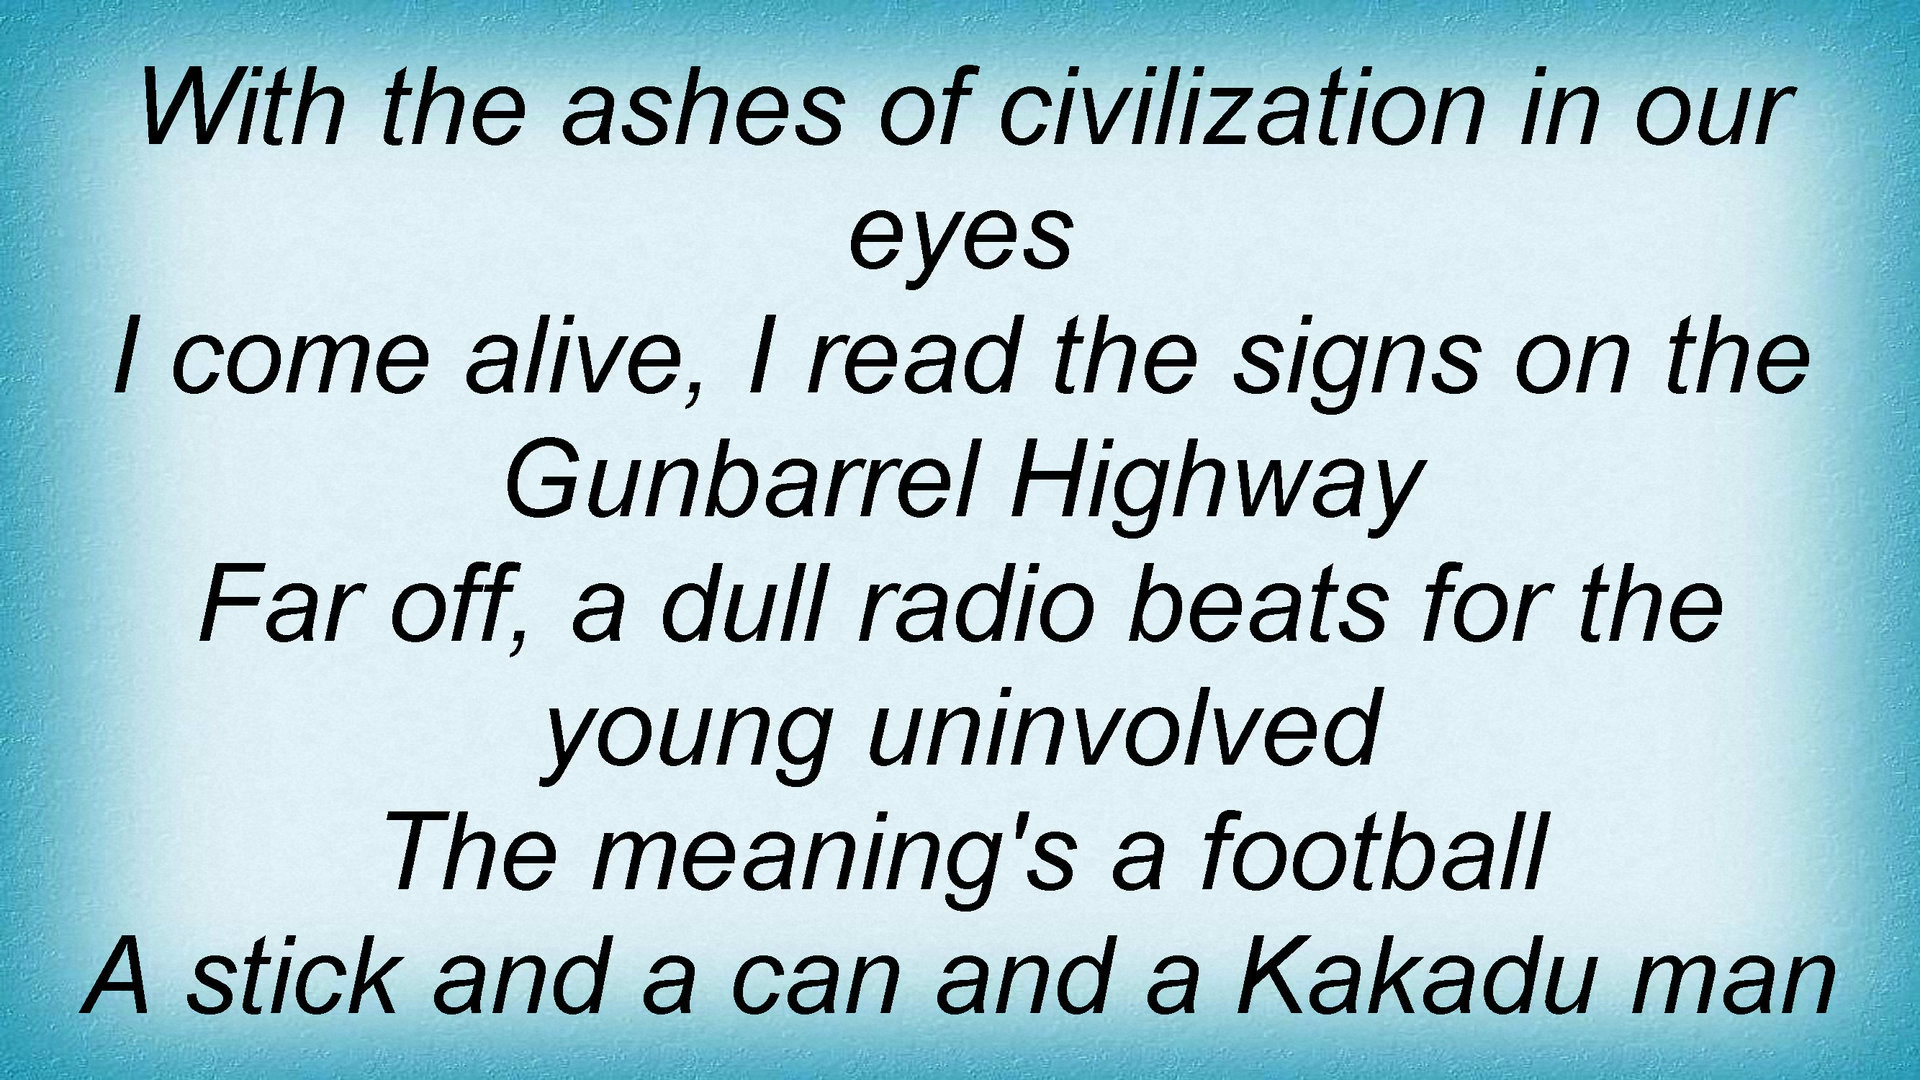 With the ashes of civilization in our
eyes
I come alive, I read the signs on the
Gunbarrel Highway
Far off, a dull radio beats for the
young uninvolved
The meaning's a football
A stick and a can and a Kakadu man